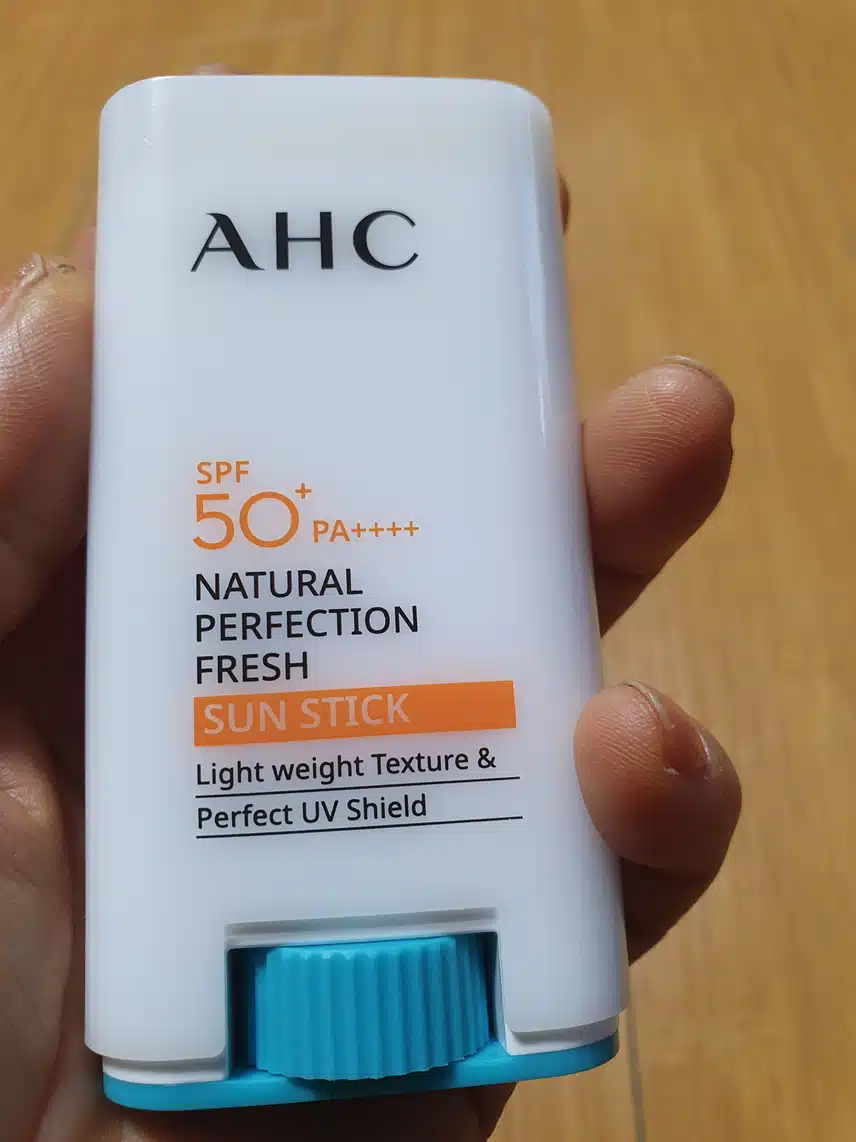 AHC
SPF
50+ PA++++
NATURAL
PERFECTION
FRESH
SUN STICK
Light weight Texture &
Perfect UV Shield